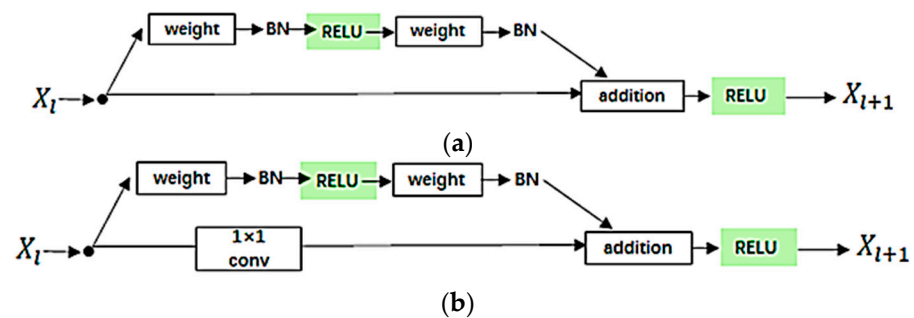 weight BN RELU weight BN
X_l addition RELU X_{l+1}
(a)
weight BN RELU weight BN
X_l 1×1 conv addition RELU X_{l+1}
(b)